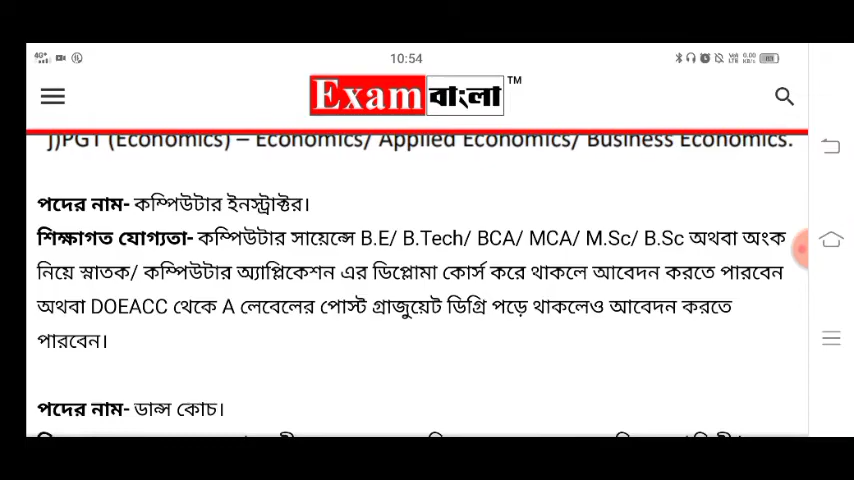 10:54
Exam বাংলা TM
J)PGT (Economics) – Economics/ Applied Economics/ Business Economics.
পদের নাম- কম্পিউটার ইনস্ট্রাক্টর।
শিক্ষাগত যোগ্যতা- কম্পিউটার সায়েন্সে B.E/ B.Tech/ BCA/ MCA/ M.Sc/ B.Sc অথবা অংক
নিয়ে স্নাতক/ কম্পিউটার অ্যাপ্লিকেশন এর ডিপ্লোমা কোর্স করে থাকলে আবেদন করতে পারবেন
অথবা DOEACC থেকে A লেবেলের পোস্ট গ্রাজুয়েট ডিগ্রি পড়ে থাকলেও আবেদন করতে
পারবেন।
পদের নাম- ডান্স কোচ।